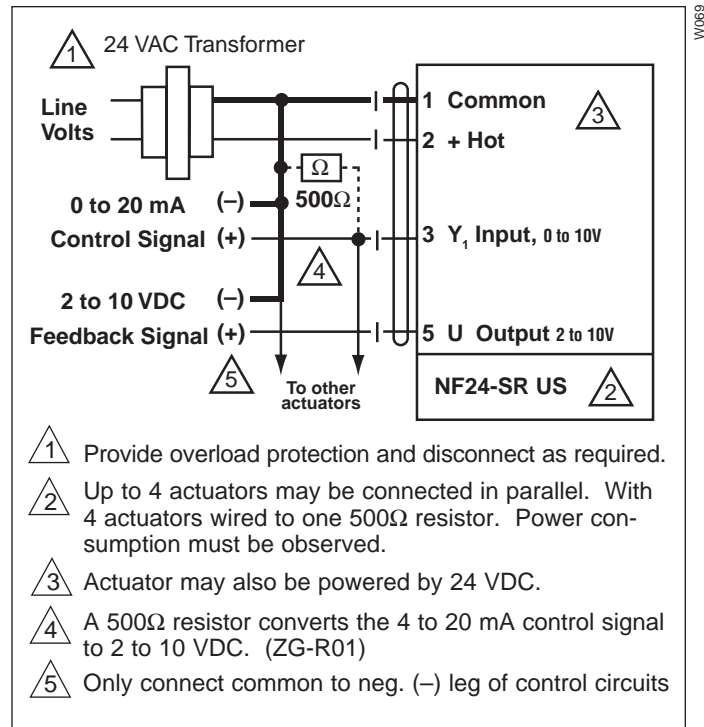 W069
1 24 VAC Transformer
Line
Volts
1 Common
3
2 + Hot
Ω
500Ω
0 to 20 mA (–)
Control Signal (+)
3 Y1 Input, 0 to 10V
4
2 to 10 VDC (–)
Feedback Signal (+)
5 U Output 2 to 10V
5
To other
actuators
NF24-SR US 2
1 Provide overload protection and disconnect as required.
2 Up to 4 actuators may be connected in parallel. With
4 actuators wired to one 500Ω resistor. Power con-
sumption must be observed.
3 Actuator may also be powered by 24 VDC.
4 A 500Ω resistor converts the 4 to 20 mA control signal
to 2 to 10 VDC. (ZG-R01)
5 Only connect common to neg. (–) leg of control circuits